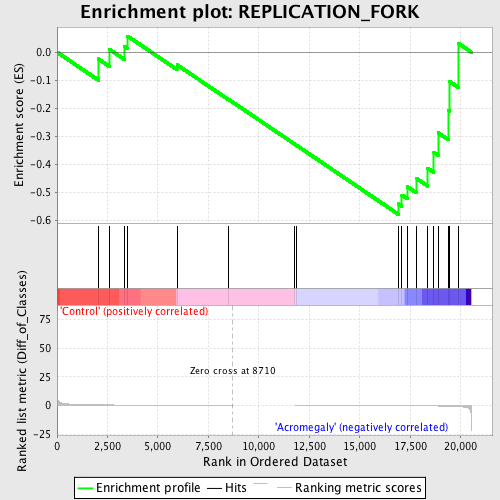 Enrichment plot: REPLICATION_FORK
Enrichment score (ES)
0.0
-0.1
-0.2
-0.3
-0.4
-0.5
-0.6
'Control' (positively correlated)
Ranked list metric (Diff_of_Classes)
75
50
25
0
-25
Zero cross at 8710
'Acromegaly' (negatively correlated)
0 2,500 5,000 7,500 10,000 12,500 15,000 17,500 20,000
Rank in Ordered Dataset
Enrichment profile Hits Ranking metric scores